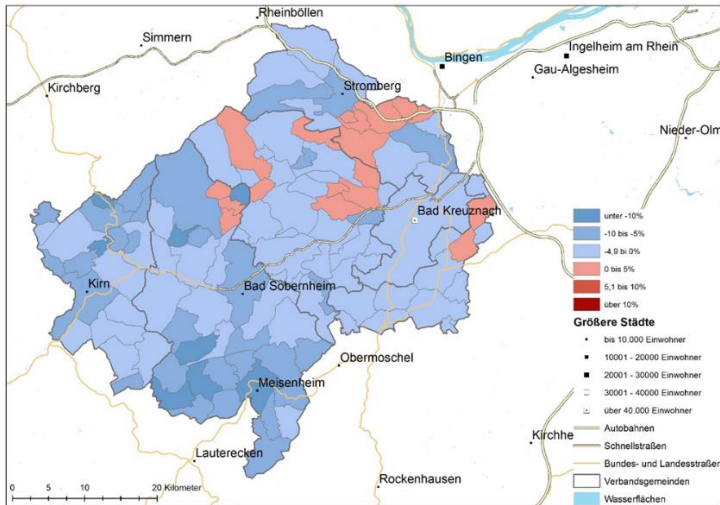 Rheinböllen
Simmern
Bingen
Ingelheim am Rhein
Gau-Algesheim
Kirchberg
Stromberg
Nieder-Olm
Bad Kreuznach
Kirn
Bad Sobernheim
Obermoschel
Meisenheim
Lauterecken
Rockenhausen
Kirchhe
unter -10%
-10 bis -5%
-4,9 bi 0%
0 bis 5%
5,1 bis 10%
über 10%
Größere Städte
bis 10.000 Einwohner
10001 - 20000 Einwohner
20001 - 30000 Einwohner
30001 - 40000 Einwohner
über 40.000 Einwohner
Autobahnen
Schnellstraßen
Bundes- und Landesstraßen
Verbandsgemeinden
Wasserflächen
0 5 10 20 Kilometer